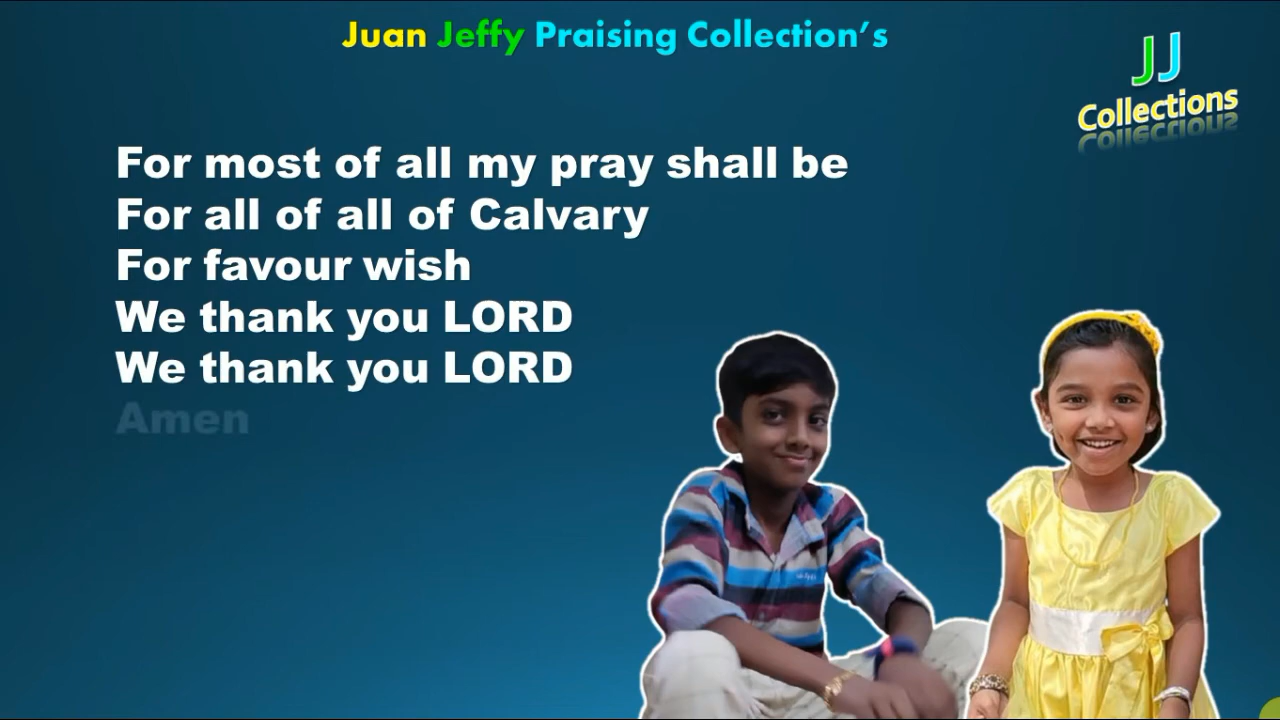 Juan Jeffy Praising Collection's
JJ
Collections
For most of all my pray shall be
For all of all of Calvary
For favour wish
We thank you LORD
We thank you LORD
Amen